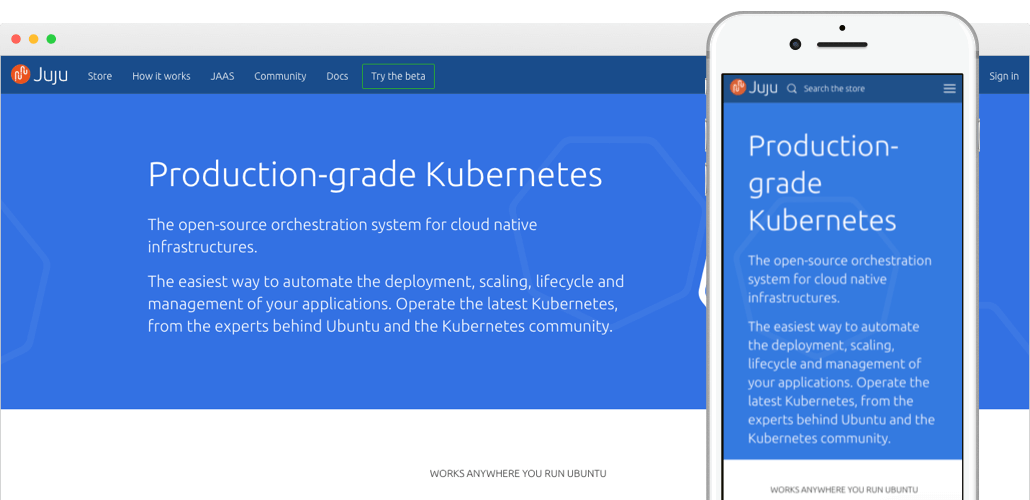 Juju Store How it works JAAS Community Docs Try the beta Sign in
Production-grade Kubernetes
The open-source orchestration system for cloud native
infrastructures.
The easiest way to automate the deployment, scaling, lifecycle and
management of your applications. Operate the latest Kubernetes,
from the experts behind Ubuntu and the Kubernetes community.
WORKS ANYWHERE YOU RUN UBUNTU
Juju Search the store
Production-
grade
Kubernetes
The open-source orchestration
system for cloud native
infrastructures.
The easiest way to automate
the deployment, scaling,
lifecycle and management of
your applications. Operate the
latest Kubernetes, from the
experts behind Ubuntu and the
Kubernetes community.
WORKS ANYWHERE YOU RUN UBUNTU